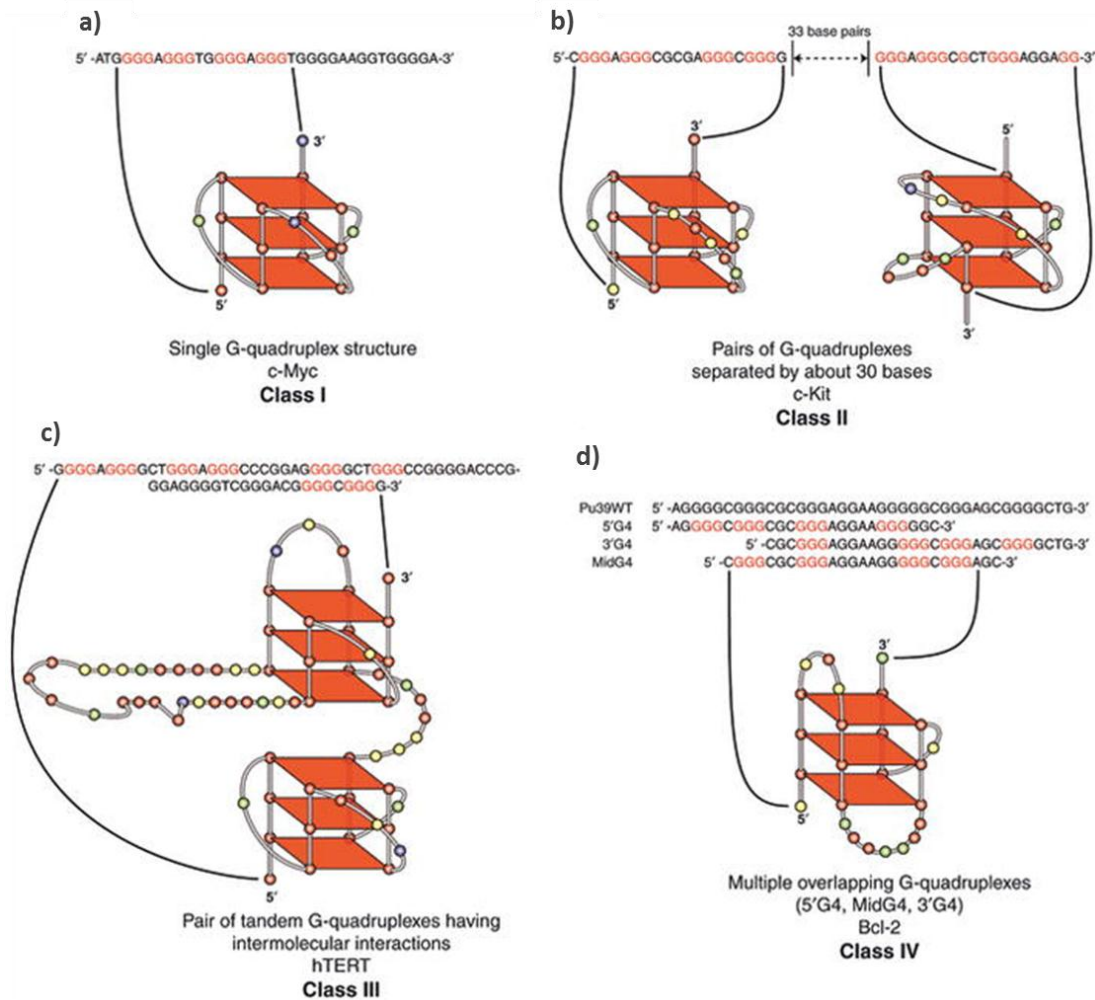 a)
5′ -ATGGGGAGGGTGGGGAGGGTGGGGAAGGTGGGGA-3′
3′
5′
Single G-quadruplex structure
c-Myc
Class I
b)
33 base pairs
5′-CGGGAGGGCGCGAGGGCGGGG GGGAGGGCGCTGGGAGGAGG-3′
3′
5′
5′
3′
Pairs of G-quadruplexes
separated by about 30 bases
c-Kit
Class II
c)
5′ -GGGGAGGGGCTGGGAGGGCCCGGAGGGGGCTGGGCCGGGGACCCG-
GGAGGGGTCGGGACGGGGCGGGG-3′
3′
5′
Pair of tandem G-quadruplexes having
intermolecular interactions
hTERT
Class III
d)
Pu39WT 5′ -AGGGGCGGGCGCGGGAGGAAGGGGGCGGGAGCGGGGCTG-3′
5′G4 5′ -AGGGGCGGGCGCGGGAGGAAGGGGGC-3′
3′G4 5′ -CGCGGGAGGAAGGGGGCGGGAGCGGGGCTG-3′
MidG4 5′ -CGGGCGCGGGAGGAAGGGGGCGGGAGC-3′
3′
5′
Multiple overlapping G-quadruplexes
(5′G4, MidG4, 3′G4)
Bcl-2
Class IV